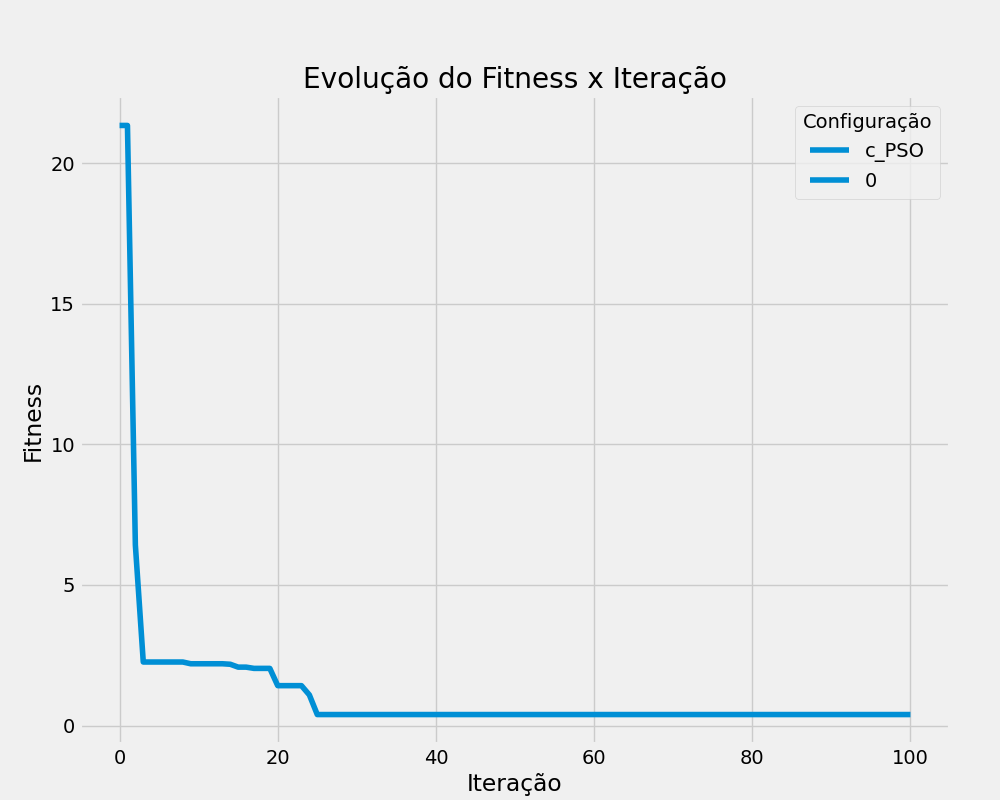 Evolução do Fitness x Iteração
Configuração
c_PSO
0
Fitness
20
15
10
5
0
0 20 40 60 80 100
Iteração